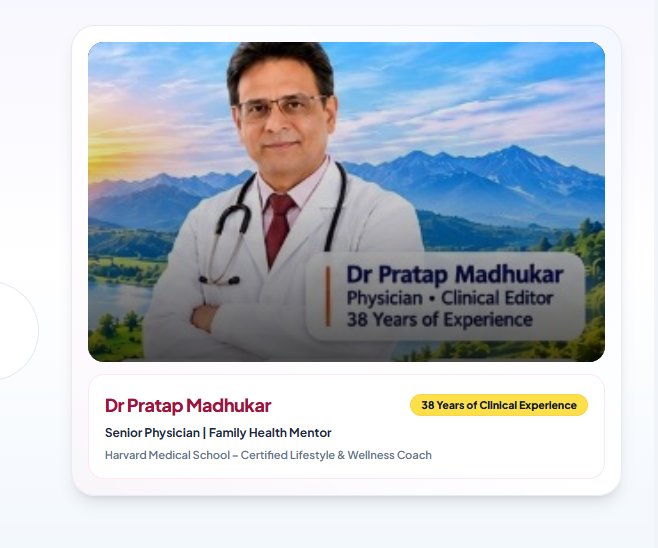 Dr Pratap Madhukar
Physician • Clinical Editor
38 Years of Experience
Dr Pratap Madhukar
38 Years of Clinical Experience
Senior Physician | Family Health Mentor
Harvard Medical School – Certified Lifestyle & Wellness Coach